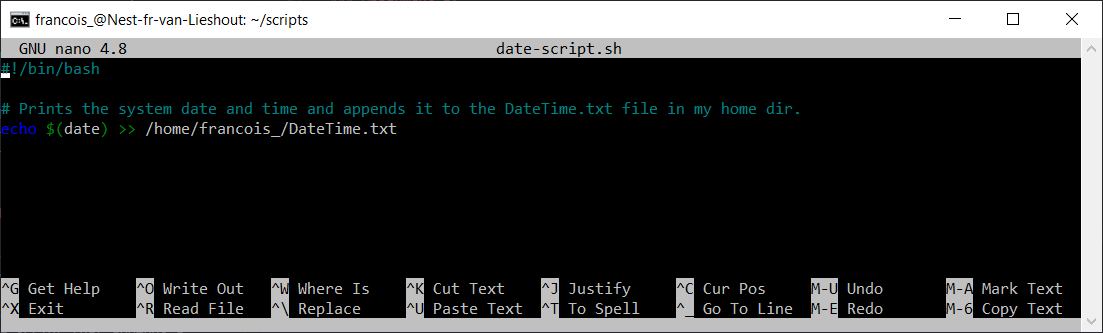 francois_@Nest-fr-van-Lieshout: ~/scripts
GNU nano 4.8 date-script.sh
#!/bin/bash
# Prints the system date and time and appends it to the DateTime.txt file in my home dir.
echo $(date) >> /home/francois_/DateTime.txt
^G Get Help ^O Write Out ^W Where Is ^K Cut Text ^J Justify ^C Cur Pos M-U Undo M-A Mark Text
^X Exit ^R Read File ^\ Replace ^U Paste Text ^T To Spell ^_ Go To Line M-E Redo M-6 Copy Text